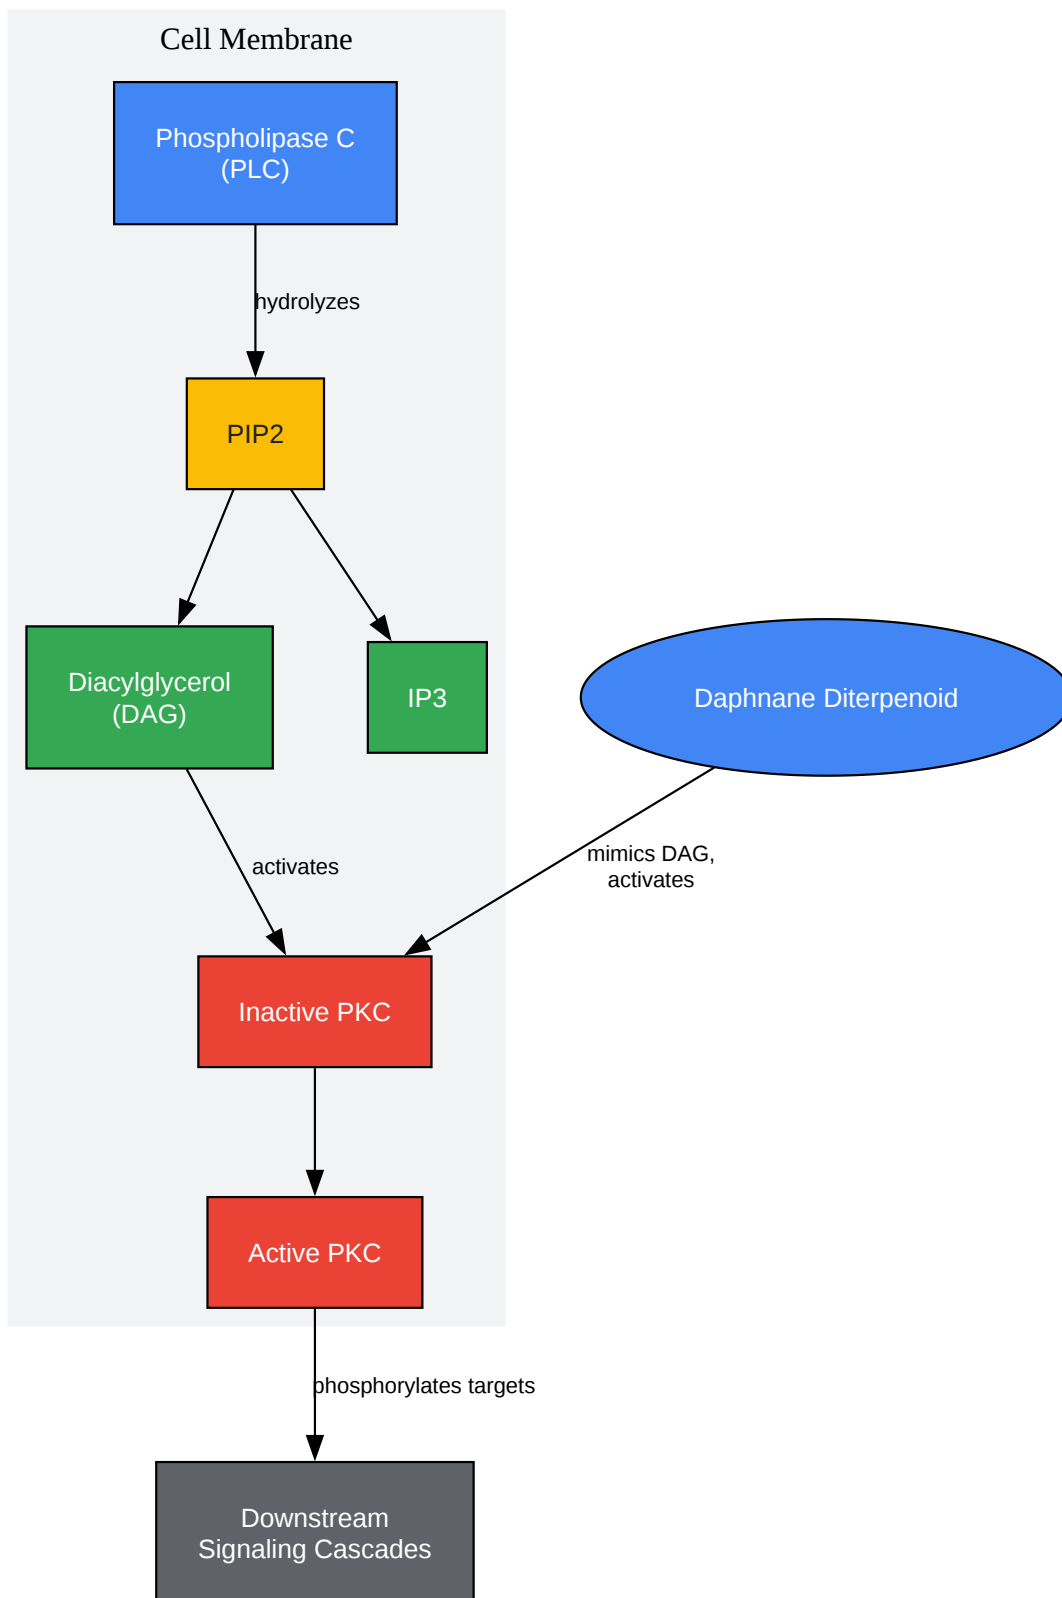 Cell Membrane
Phospholipase C
(PLC)
hydrolyzes
PIP2
Diacylglycerol
(DAG)
IP3
Daphnane Diterpenoid
activates
mimics DAG,
activates
Inactive PKC
Active PKC
phosphorylates targets
Downstream
Signaling Cascades